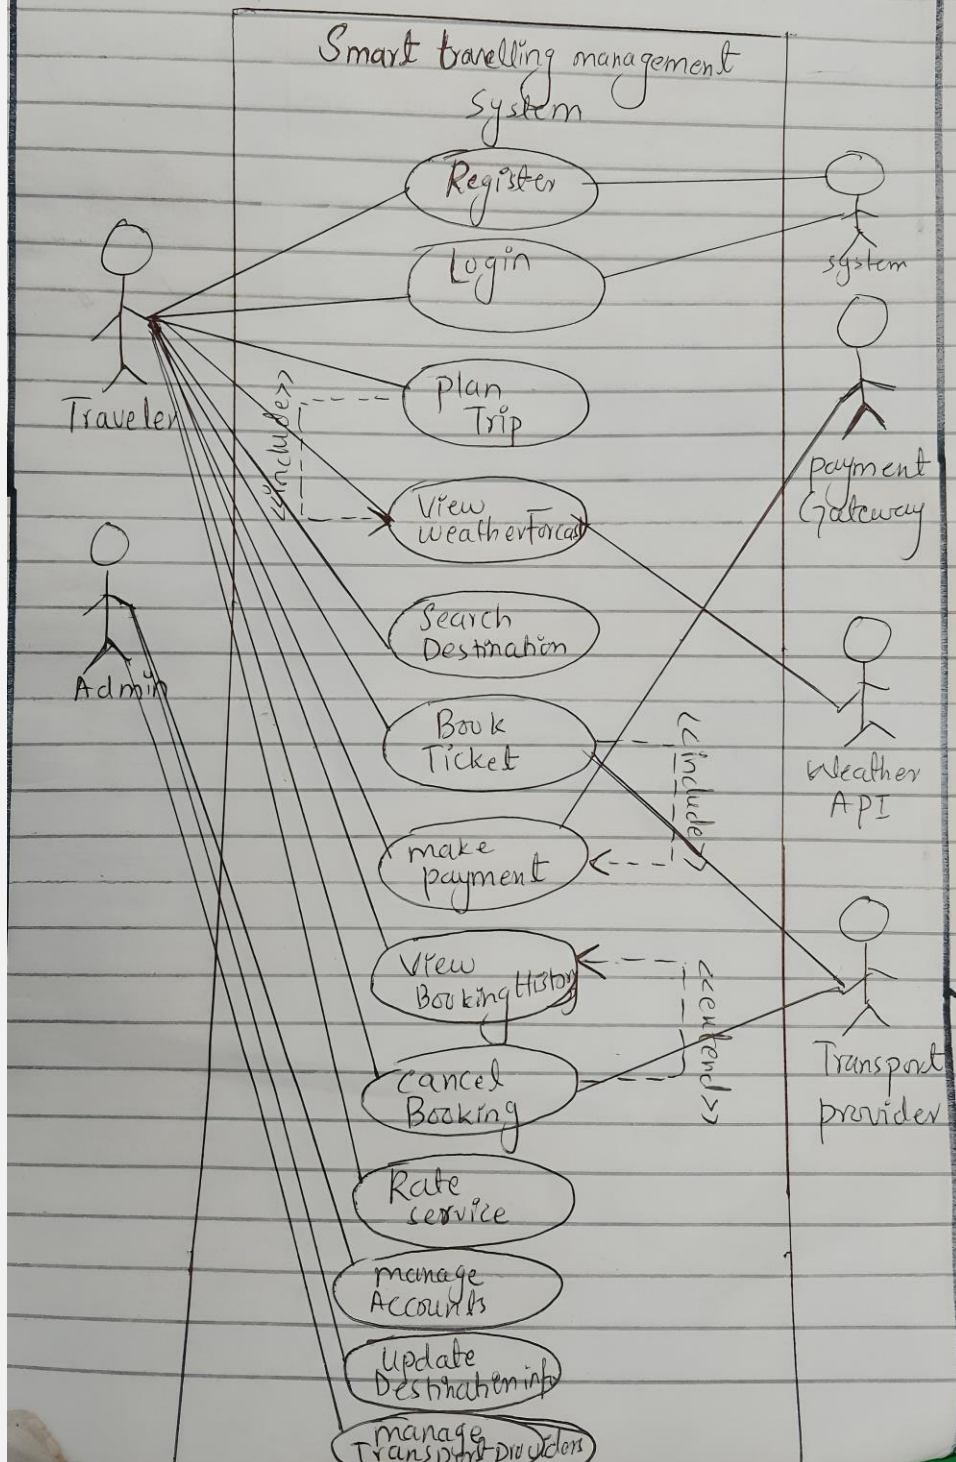 Smart travelling management
System
Register
system
Login
Traveler
Plan
Trip
<<include>>
payment
Gateway
View
Weather Forcast
Admin
Search
Destination
Book
Ticket
<<include>>
Weather
API
make
payment
View
Booking History
<<extend>>
Transport
provider
Cancel
Booking
Rate
service
manage
Accounts
Update
Destination info
manage
Transport Providers